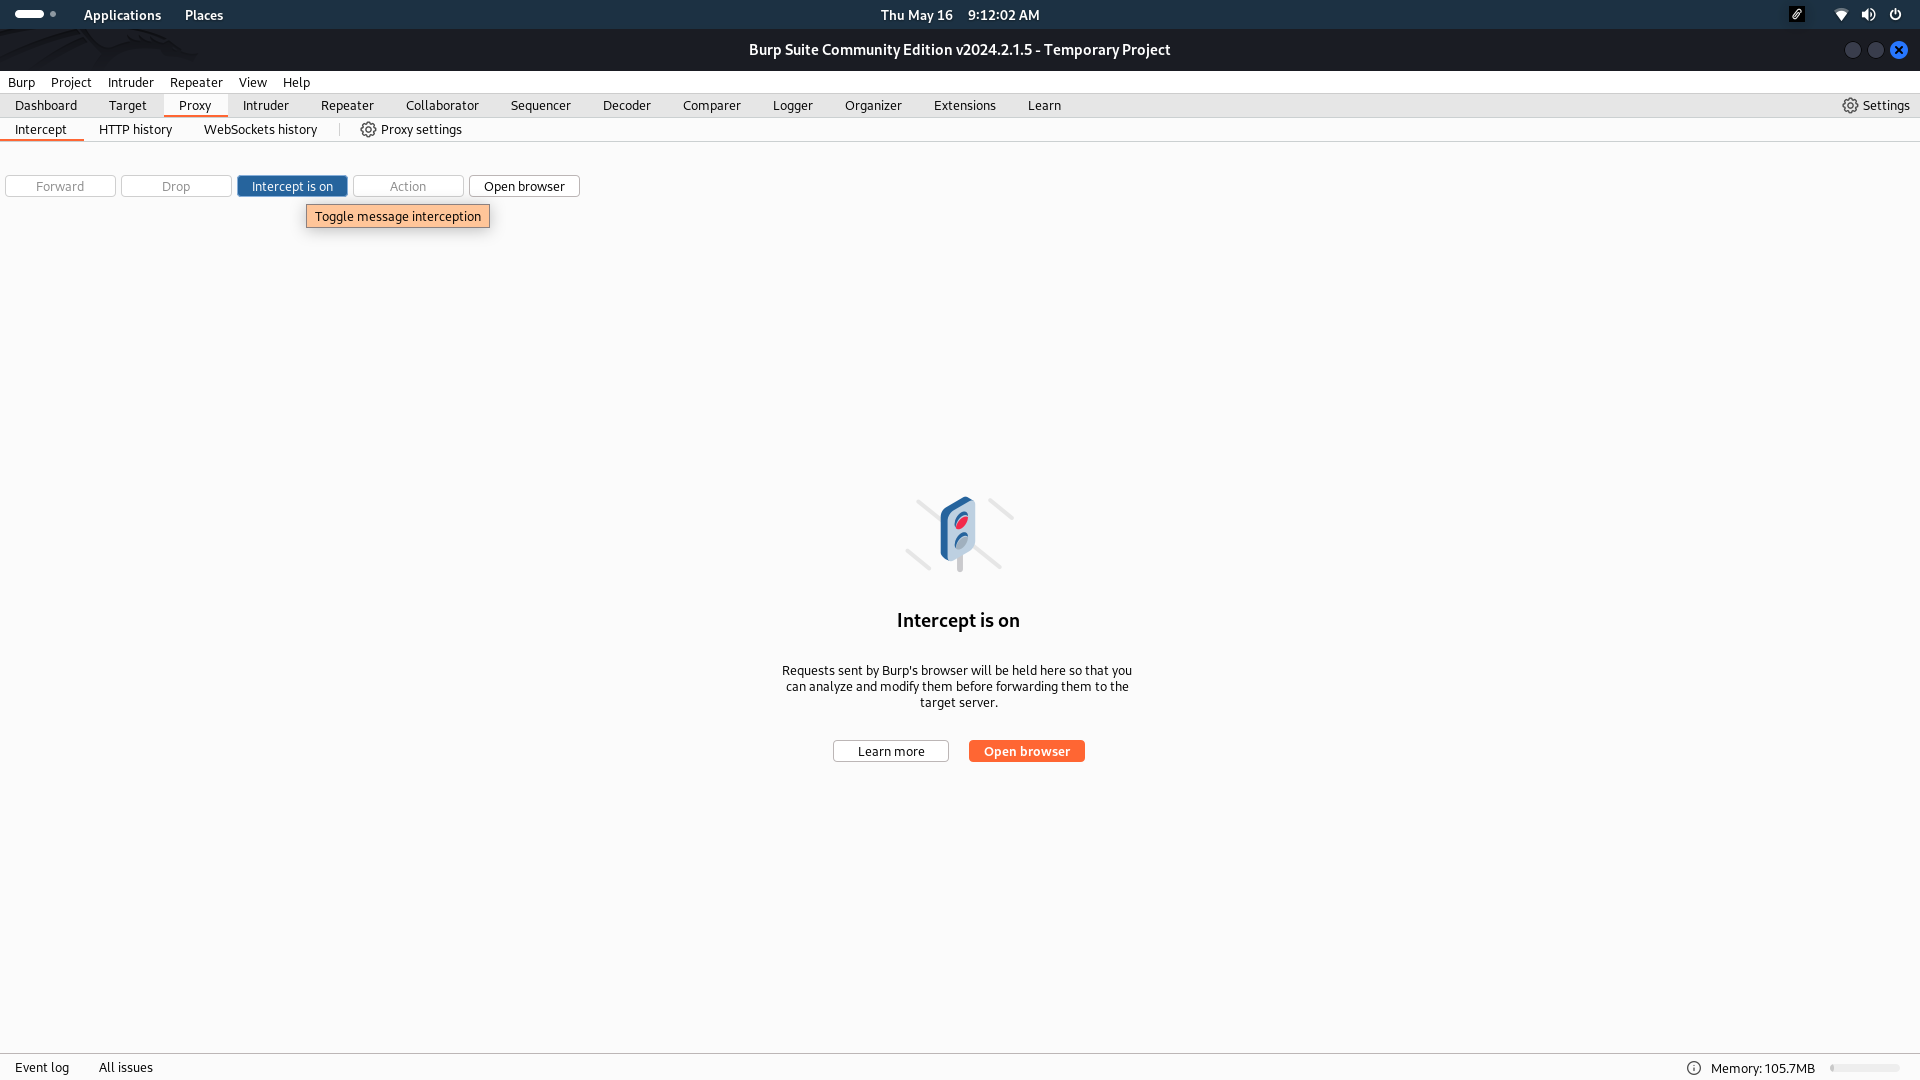 Applications Places Thu May 16 9:12:02 AM
Burp Suite Community Edition v2024.2.1.5 - Temporary Project
Burp Project Intruder Repeater View Help
Dashboard Target Proxy Intruder Repeater Collaborator Sequencer Decoder Comparer Logger Organizer Extensions Learn Settings
Intercept HTTP history WebSockets history Proxy settings
Forward Drop Intercept is on Action Open browser
Toggle message interception
Intercept is on
Requests sent by Burp's browser will be held here so that you
can analyze and modify them before forwarding them to the
target server.
Learn more Open browser
Event log All issues Memory: 105.7MB